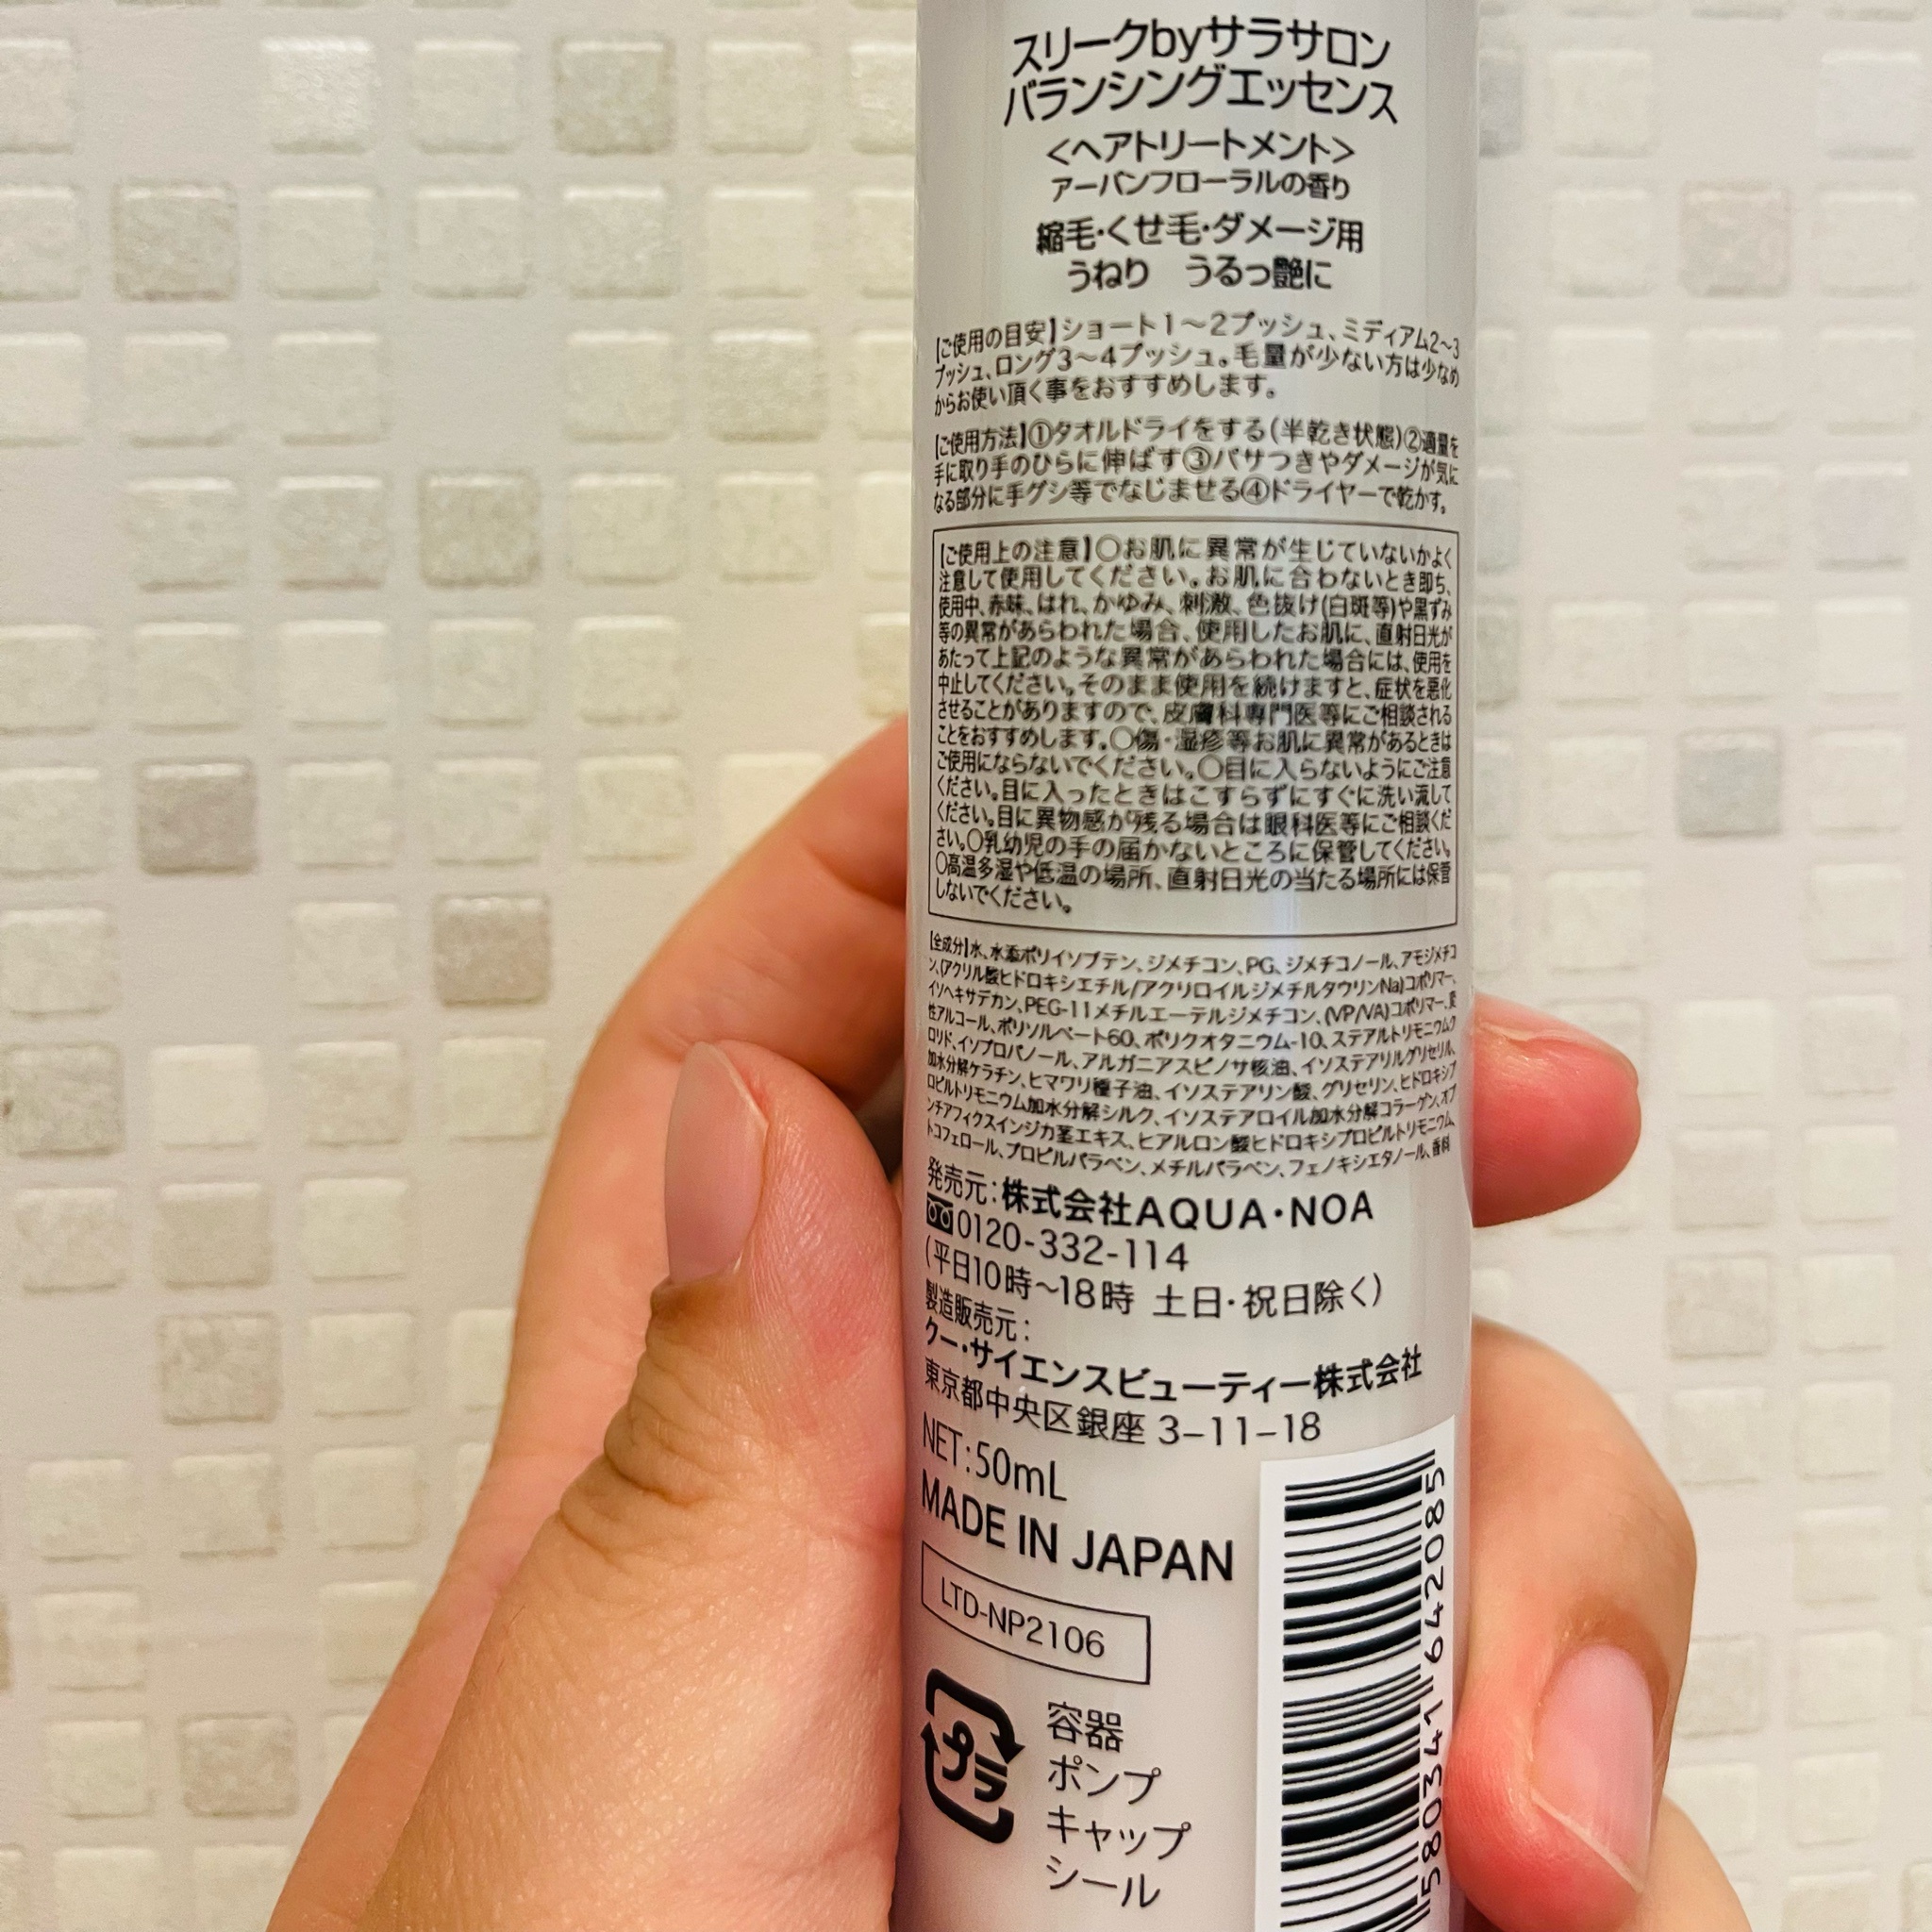 スリークbyサラサロン
バランシングエッセンス
<ヘアトリートメント>
アーバンフローラルの香り
縮毛・くせ毛・ダメージ用
うねり　うるっ艶に
【ご使用の目安】ショート1〜2プッシュ、ミディアム2〜3
プッシュ、ロング3〜4プッシュ。毛量が少ない方は少なめ
からお使い頂く事をおすすめします。
【ご使用方法】①タオルドライをする(半乾き状態)②適量を
手に取り手のひらに伸ばす③パサつきやダメージが気に
なる部分に手グシ等でなじませる④ドライヤーで乾かす。
【ご使用上の注意】○お肌に異常が生じていないかよく
注意して使用してください。お肌に合わないとき即ち、
使用中、赤味、はれ、かゆみ、刺激、色抜け(白斑等)や黒ずみ
等の異常があらわれた場合、使用したお肌に、直射日光が
あたって上記のような異常があらわれた場合には、使用を
中止してください。そのまま使用を続けますと、症状を悪化
させることがありますので、皮膚科専門医等にご相談される
ことをおすすめします。○傷・湿疹等お肌に異常があるときは
ご使用にならないでください。○目に入らないようにご注意
ください。目に入ったときはこすらずにすぐに洗い流して
ください。目に異物感が残る場合は眼科医等にご相談くだ
さい。○乳幼児の手の届かないところに保管してください。
○高温多湿や低温の場所、直射日光の当たる場所には保管
しないでください。
【全成分】水、水添ポリイソブテン、ジメチコン、PG、ジメチコノール、アモジメチコ
ン、(アクリル酸ヒドロキシエチル/アクリロイルジメチルタウリンNa)コポリマー、
イソヘキサデカン、PEG-11メチルエーテルジメチコン、(VP/VA)コポリマー、変
性アルコール、ポリソルベート60、ポリクオタニウム-10、ステアルトリモニウムク
ロリド、イソプロパノール、アルガニアスピノサ核油、イソステアリルグリセリル、
加水分解ケラチン、ヒマワリ種子油、イソステアリン酸、グリセリン、ヒドロキシプ
ロピルトリモニウム加水分解シルク、イソステアロイル加水分解コラーゲン、オプ
ンチアフィクスインジカ茎エキス、ヒアルロン酸ヒドロキシプロピルトリモニウム、
トコフェロール、プロピルパラベン、メチルパラベン、フェノキシエタノール、香料
発売元:株式会社AQUA・NOA
0120-332-114
(平日10時〜18時 土日・祝日除く)
製造販売元:
クー・サイエンスビューティー株式会社
東京都中央区銀座 3-11-18
NET:50mL
MADE IN JAPAN
LTD-NP2106
プラ
容器
ポンプ
キャップ
シール
580341 642085